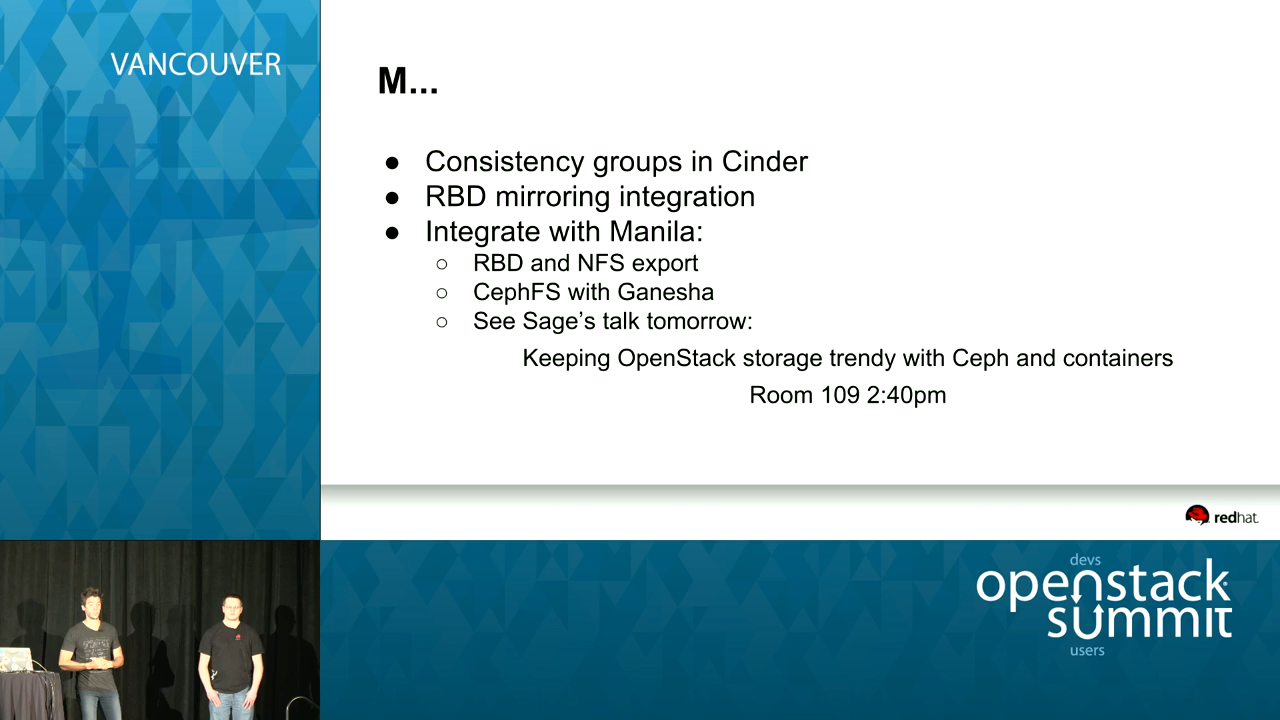 VANCOUVER
M...
● Consistency groups in Cinder
● RBD mirroring integration
● Integrate with Manila:
○ RBD and NFS export
○ CephFS with Ganesha
○ See Sage’s talk tomorrow:
Keeping OpenStack storage trendy with Ceph and containers
Room 109 2:40pm
redhat.
devs
openstack
summit
users